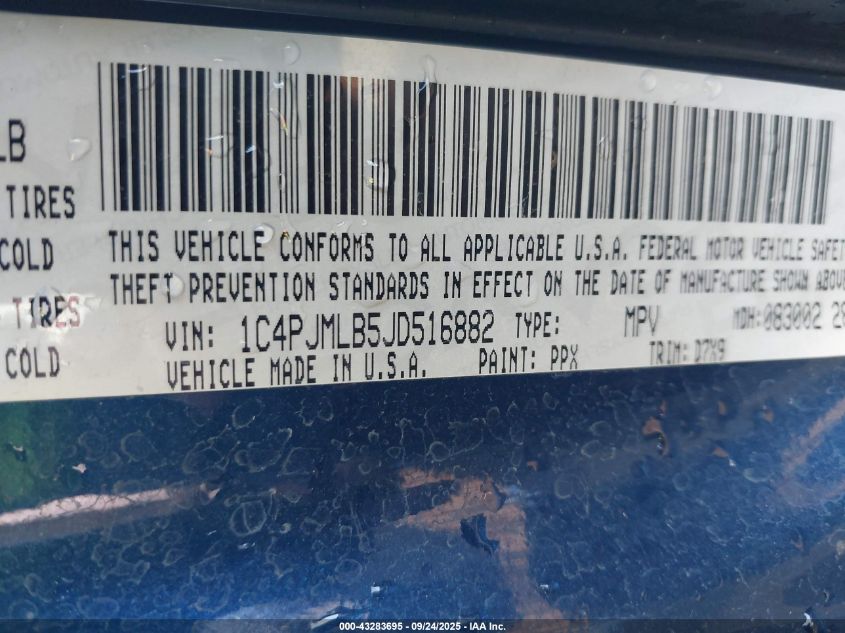 LB
TIRES
COLD
TIRES
COLD
THIS VEHICLE CONFORMS TO ALL APPLICABLE U.S.A. FEDERAL MOTOR VEHICLE SAFET
THEFT PREVENTION STANDARDS IN EFFECT ON THE DATE OF MANUFACTURE SHOWN ABOVE
VIN: 1C4PJMLB5JD516882 TYPE: MPV MDH:083002 28
VEHICLE MADE IN U.S.A. PAINT: PPX TRIM: D7X9
000-43283695 - 09/24/2025 - IAA Inc.